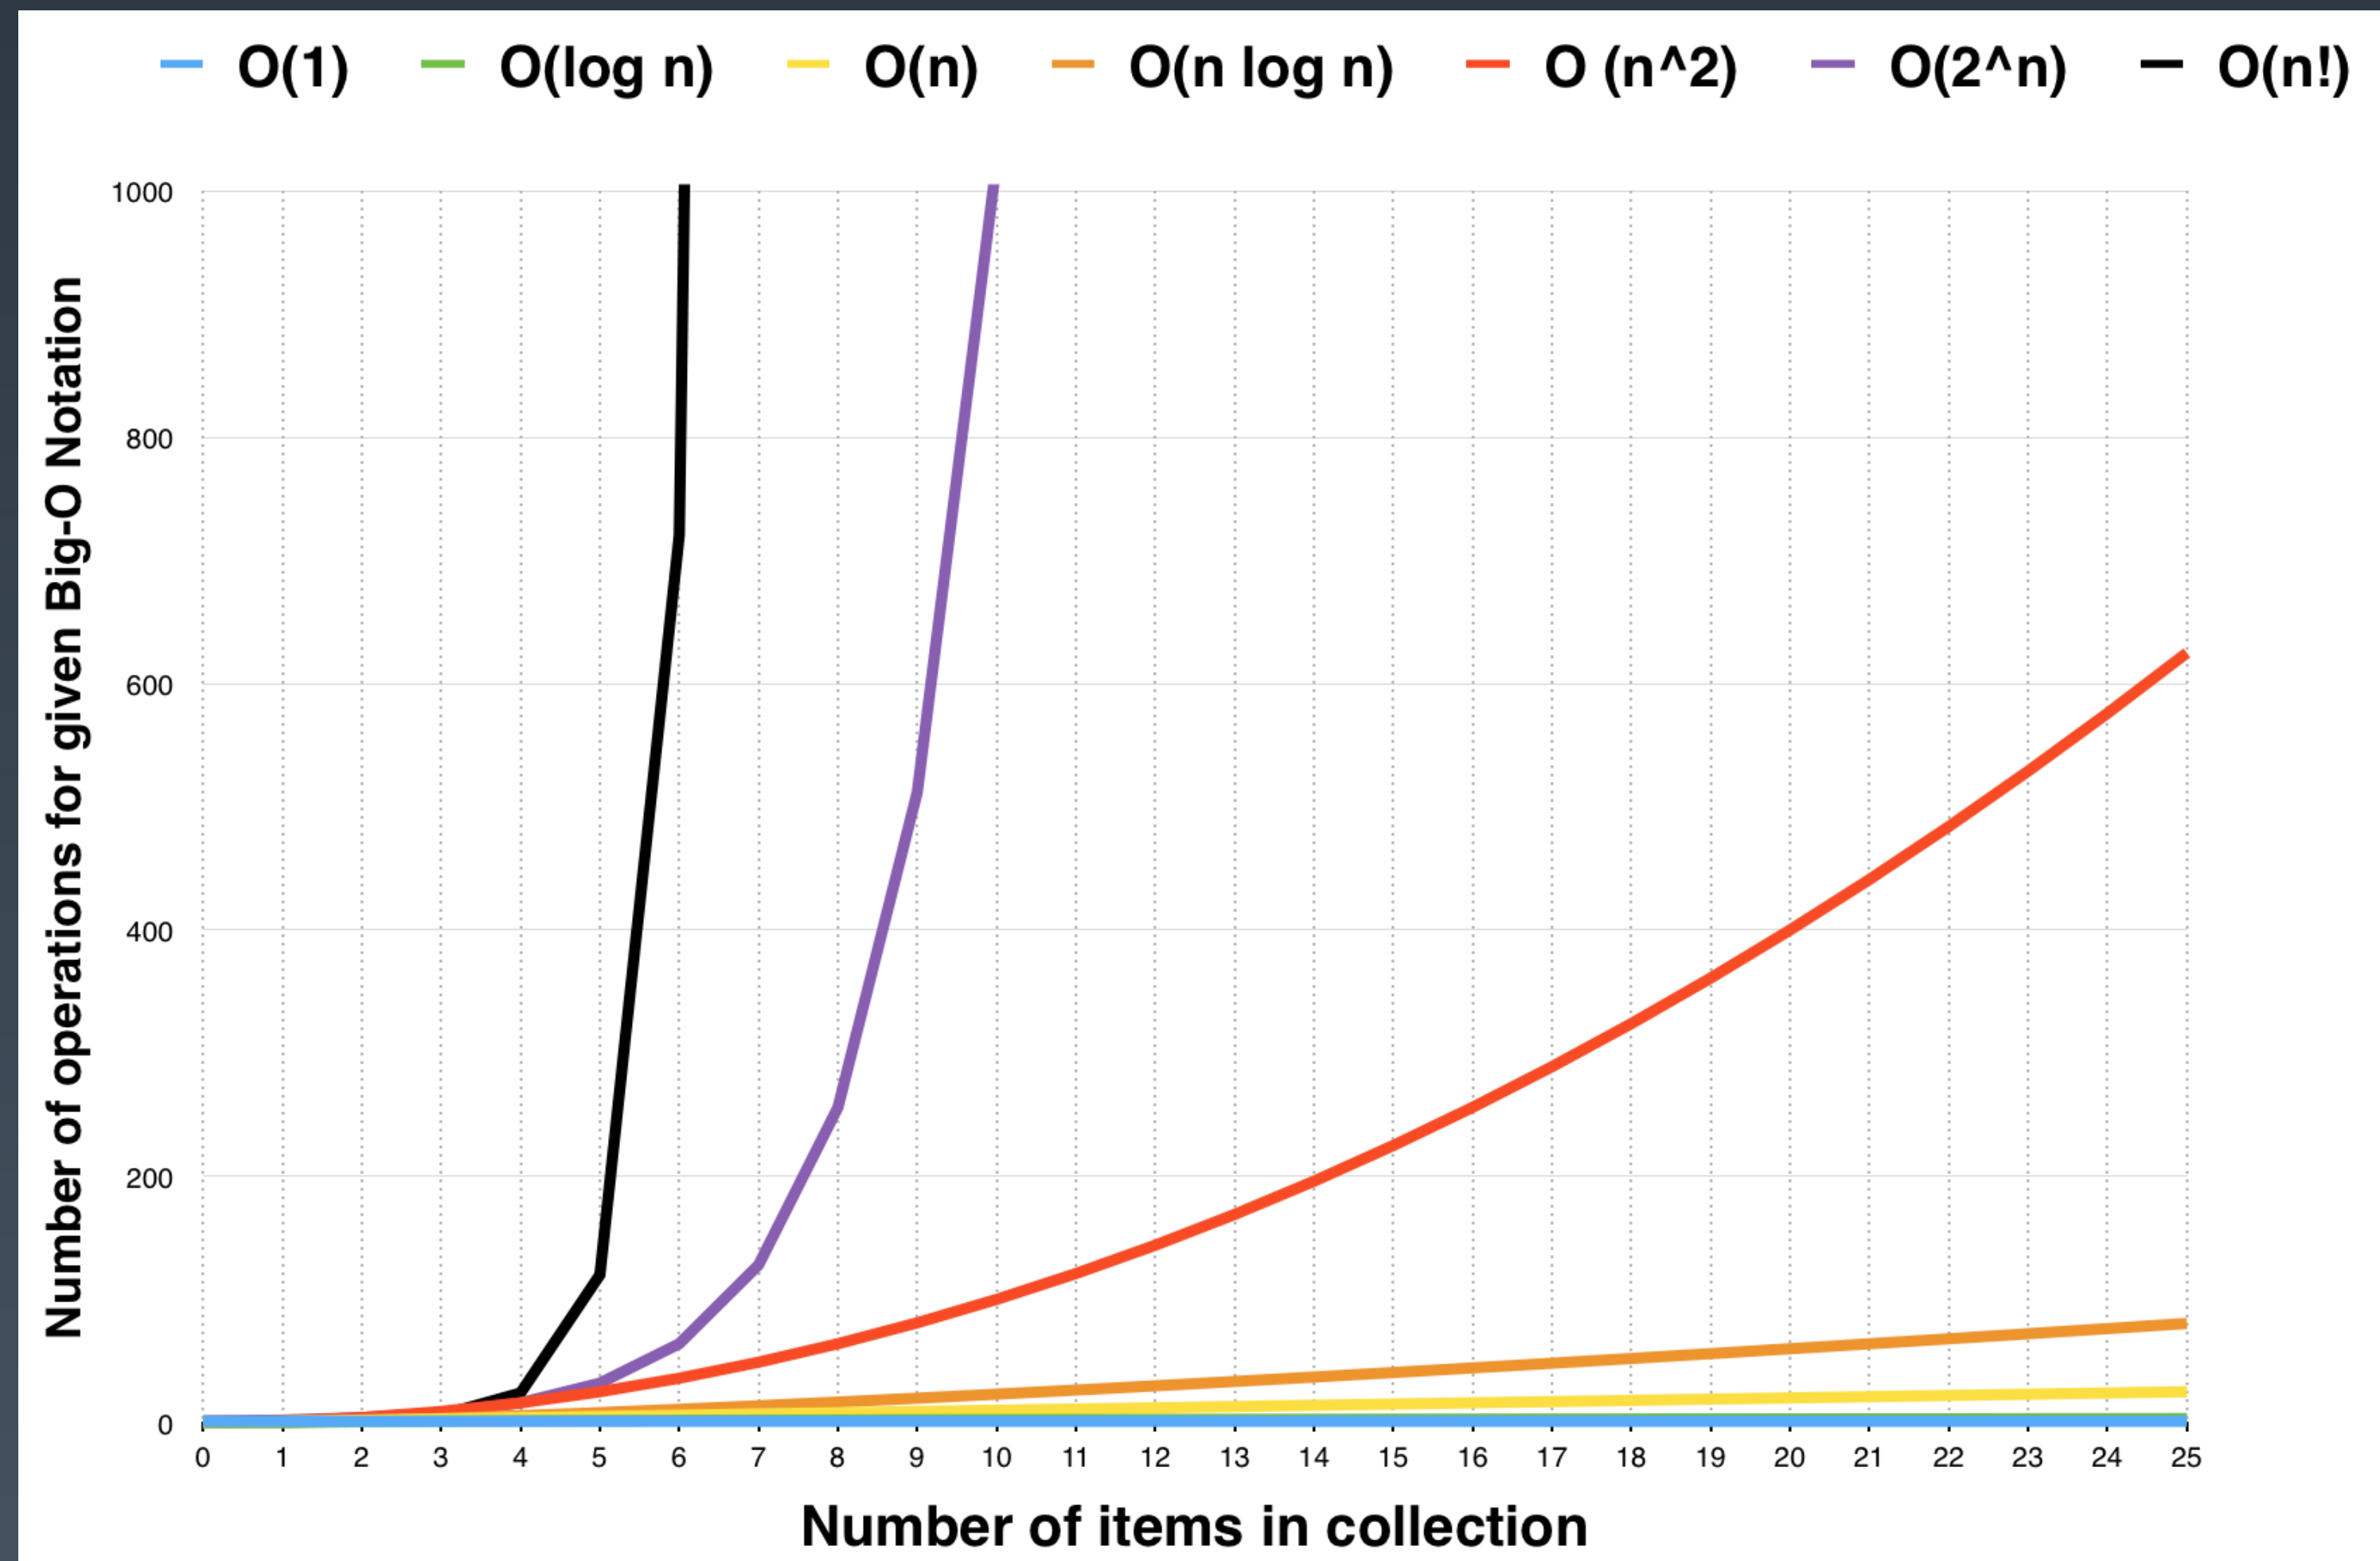 O(1) O(log n) O(n) O(n log n) O (n^2) O(2^n) O(n!)
Number of operations for given Big-O Notation
1000
800
600
400
200
0
0 1 2 3 4 5 6 7 8 9 10 11 12 13 14 15 16 17 18 19 20 21 22 23 24 25
Number of items in collection